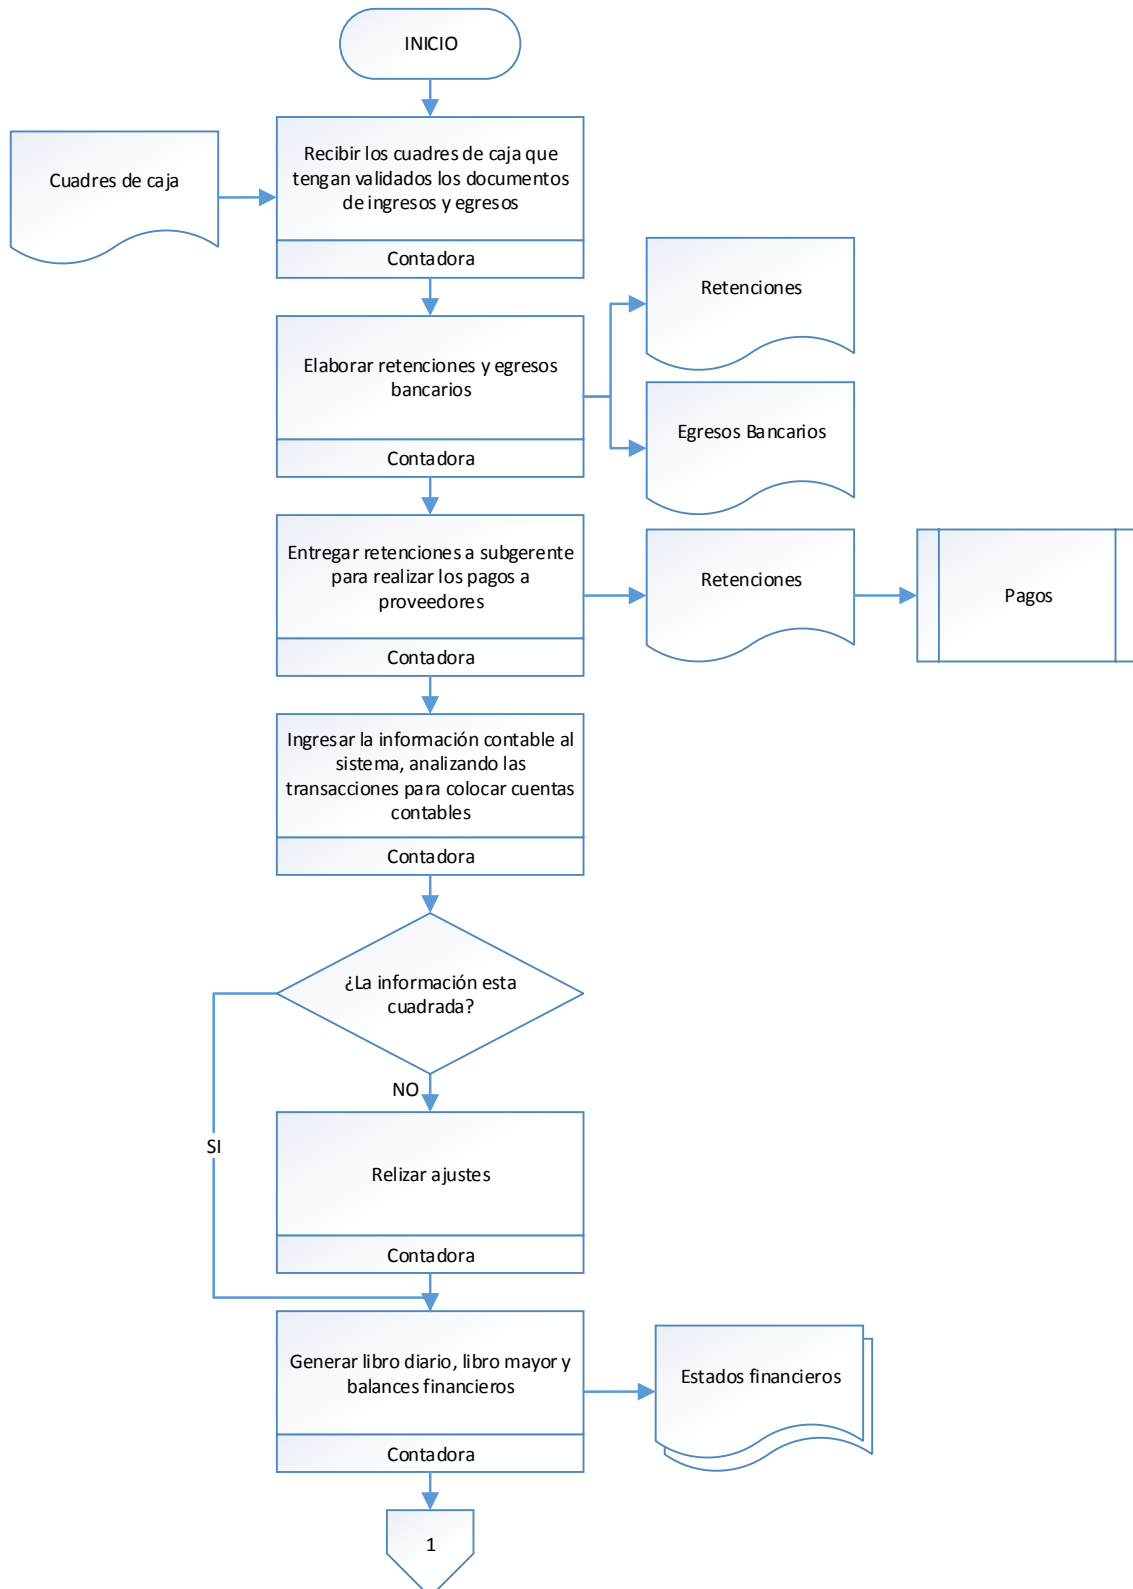 INICIO
Cuadres de caja
Recibir los cuadres de caja que
tengan validados los documentos
de ingresos y egresos
Contadora
Elaborar retenciones y egresos
bancarios
Contadora
Retenciones
Egresos Bancarios
Entregar retenciones a subgerente
para realizar los pagos a
proveedores
Contadora
Retenciones
Pagos
Ingresar la información contable al
sistema, analizando las
transacciones para colocar cuentas
contables
Contadora
¿La información esta
cuadrada?
NO
SI
Relizar ajustes
Contadora
Generar libro diario, libro mayor y
balances financieros
Contadora
Estados financieros
1